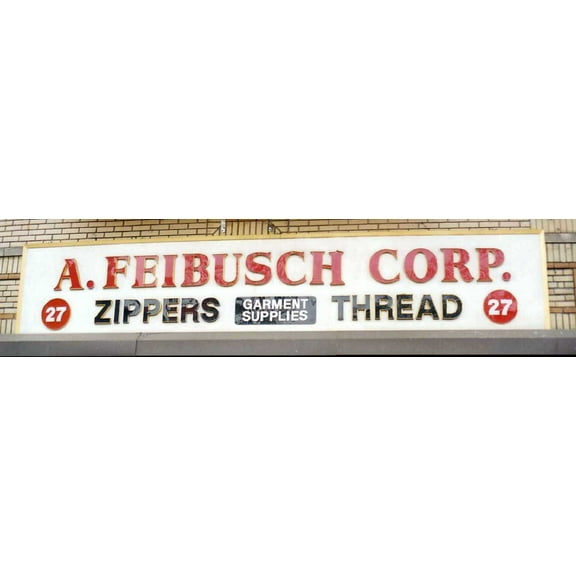 A. FEIBUSCH CORP.
27 ZIPPERS GARMENT SUPPLIES THREAD 27